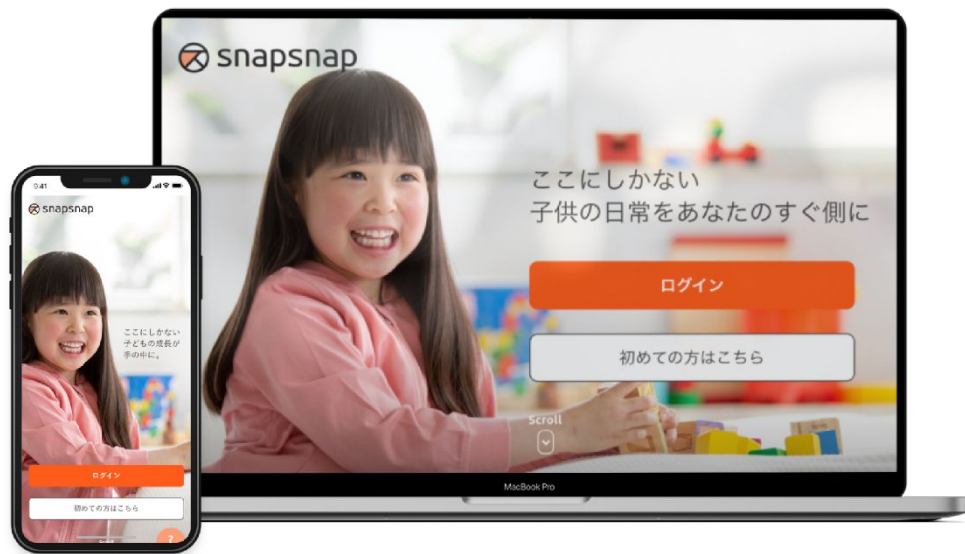 snapsnap
ここにしかない
子供の日常をあなたのすぐ側に
ログイン
初めての方はこちら
Scroll
MacBook Pro
9:41
snapsnap
ここにしかない
子どもの成長が
手の中に。
ログイン
初めての方はこちら
?